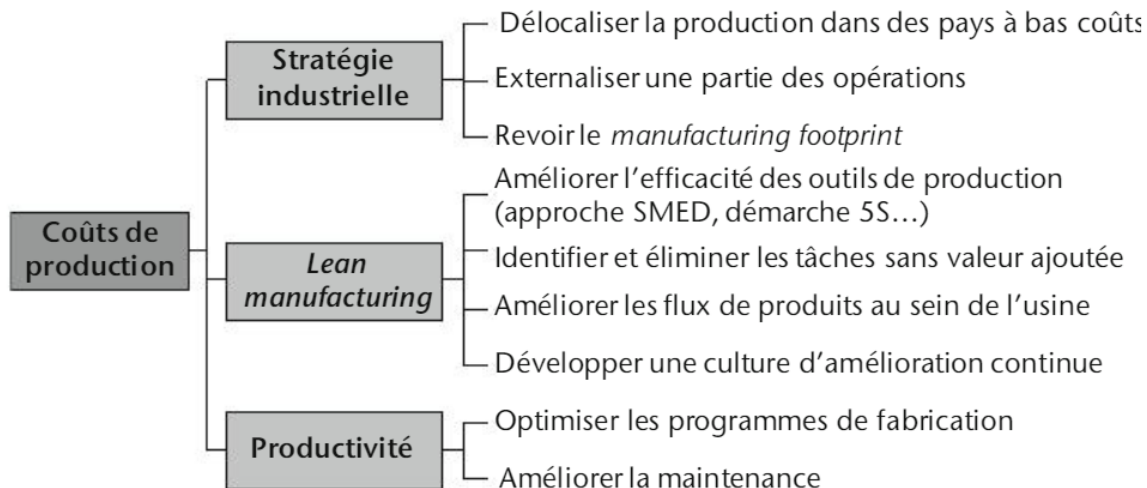 Délocaliser la production dans des pays à bas coûts
Stratégie
industrielle
Externaliser une partie des opérations
Revoir le manufacturing footprint
Améliorer l'efficacité des outils de production
(approche SMED, démarche 5S…)
Coûts de
production
Lean
manufacturing
Identifier et éliminer les tâches sans valeur ajoutée
Améliorer les flux de produits au sein de l'usine
Développer une culture d'amélioration continue
Productivité
Optimiser les programmes de fabrication
Améliorer la maintenance